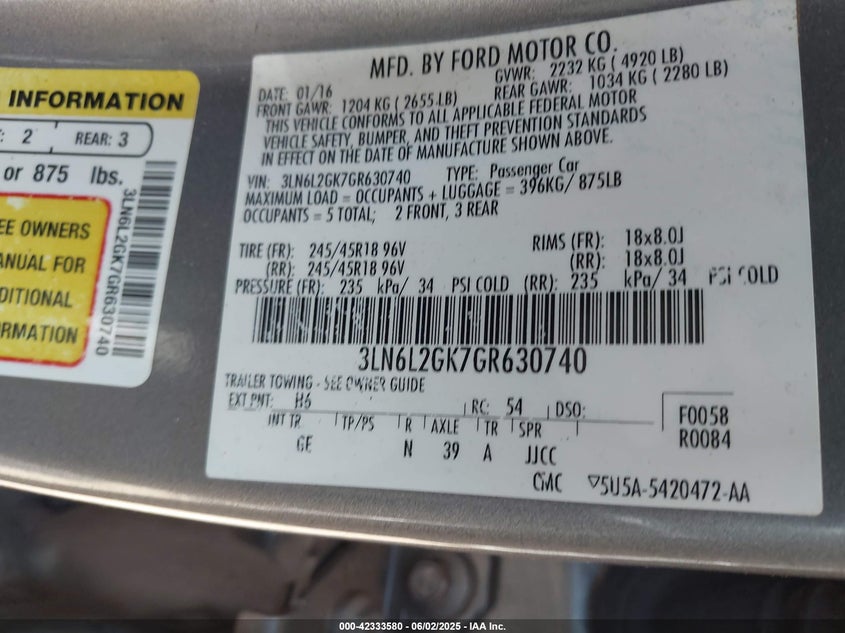 INFORMATION
2 REAR: 3
or 875 lbs.
EE OWNERS
ANUAL FOR
DITIONAL
ORMATION
3LN6L2GK7GR630740
MFD. BY FORD MOTOR CO.
DATE: 01/16 GVWR: 2232 KG ( 4920 LB)
FRONT GAWR: 1204 KG ( 2655 LB) REAR GAWR: 1034 KG ( 2280 LB)
THIS VEHICLE CONFORMS TO ALL APPLICABLE FEDERAL MOTOR
VEHICLE SAFETY, BUMPER, AND THEFT PREVENTION STANDARDS
IN EFFECT ON THE DATE OF MANUFACTURE SHOWN ABOVE.
VIN: 3LN6L2GK7GR630740 TYPE: Passenger Car
MAXIMUM LOAD = OCCUPANTS + LUGGAGE = 396KG/ 875LB
OCCUPANTS = 5 TOTAL; 2 FRONT, 3 REAR
TIRE (FR): 245/45R18 96V RIMS (FR): 18x8.0J
(RR): 245/45R18 96V (RR): 18x8.0J
PRESSURE (FR): 235 kPa/ 34 PSI COLD (RR): 235 kPa/ 34 PSI COLD
3LN6L2GK7GR630740
TRAILER TOWING - SEE OWNER GUIDE
EXT PNT: H6 RC: 54 DSO: F0058
INT TR TP/PS R AXLE TR SPR R0084
GE N 39 A JJCC
CMC ▽5U5A-5420472-AA
000-42333580 - 06/02/2025 - IAA Inc.